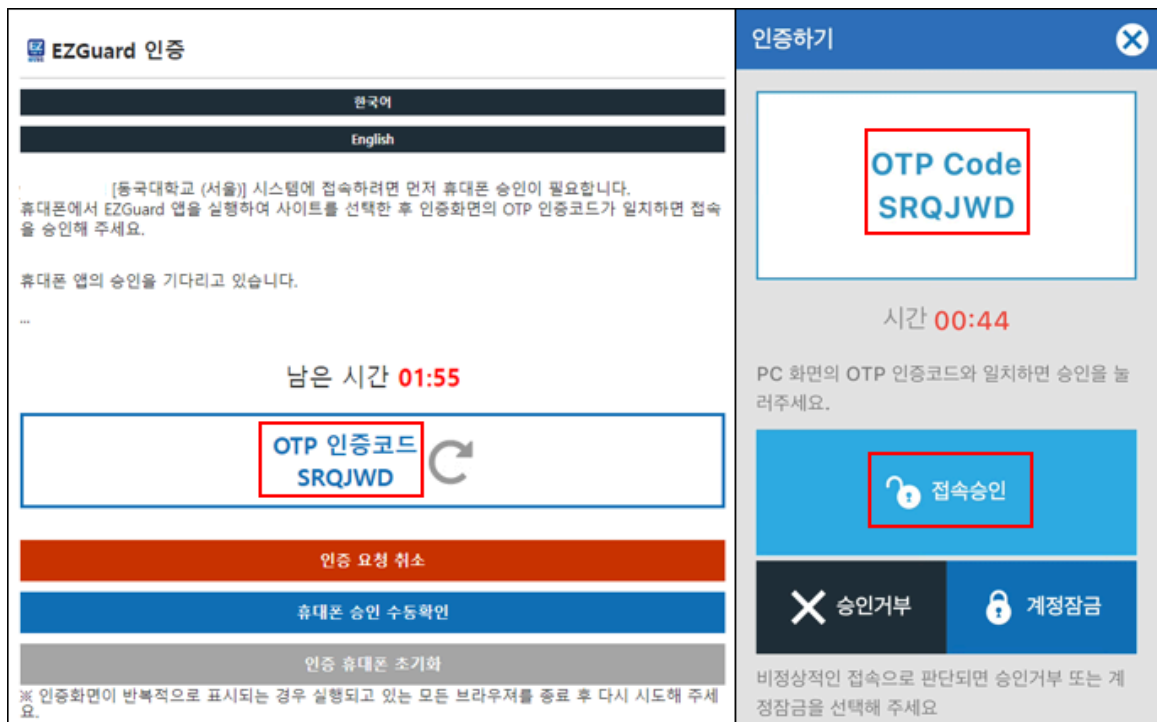 EZ
EZGuard 인증
한국어
English
[동국대학교 (서울)] 시스템에 접속하려면 먼저 휴대폰 승인이 필요합니다.
휴대폰에서 EZGuard 앱을 실행하여 사이트를 선택한 후 인증화면의 OTP 인증코드가 일치하면 접속
을 승인해 주세요.
휴대폰 앱의 승인을 기다리고 있습니다.
...
남은 시간 01:55
OTP 인증코드
SRQJWD
인증 요청 취소
휴대폰 승인 수동확인
인증 휴대폰 초기화
※ 인증화면이 반복적으로 표시되는 경우 실행되고 있는 모든 브라우져를 종료 후 다시 시도해 주세
요.
인증하기
OTP Code
SRQJWD
시간 00:44
PC 화면의 OTP 인증코드와 일치하면 승인을 눌
러주세요.
접속승인
승인거부
계정잠금
비정상적인 접속으로 판단되면 승인거부 또는 계
정잠금을 선택해 주세요